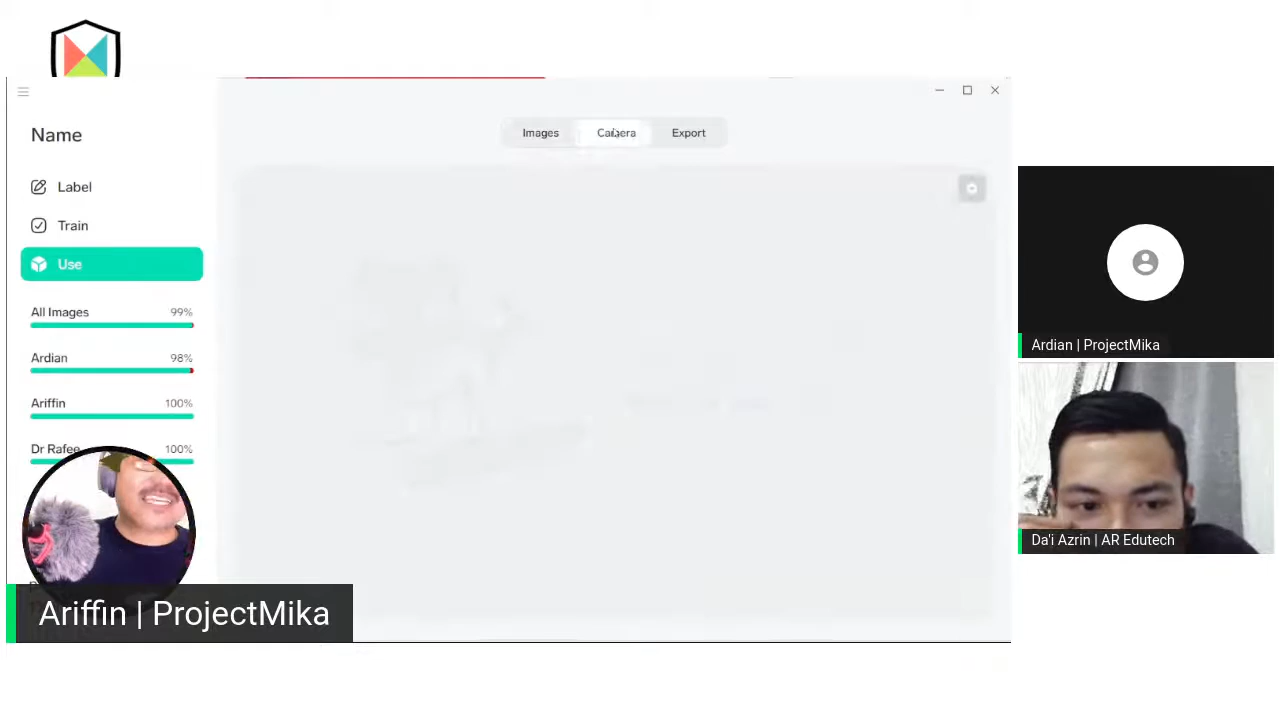 Name
Images
Camera
Export
Label
Train
Use
All Images 99%
Ardian 98%
Ariffin 100%
Dr Rafee 100%
Ariffin | ProjectMika
Ardian | ProjectMika
Da'i Azrin | AR Edutech